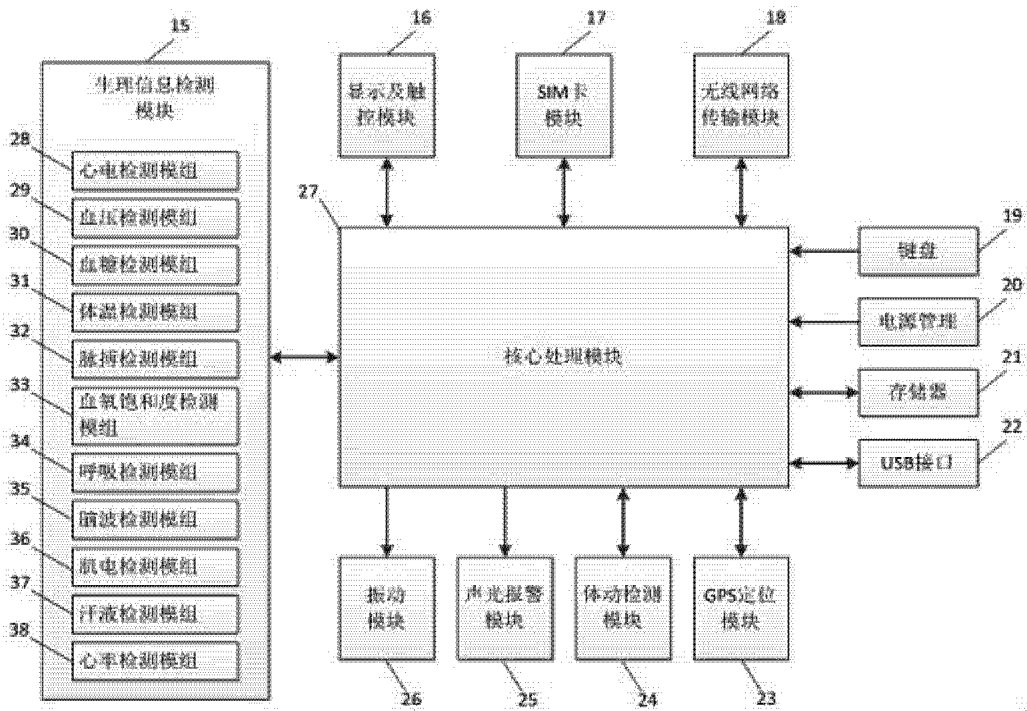 15
生理信息检测
模块
28
心电检测模组
29
血压检测模组
30
血糖检测模组
31
体温检测模组
32
脉搏检测模组
33
血氧饱和度检测
模组
34
呼吸检测模组
35
脑波检测模组
36
肌电检测模组
37
汗液检测模组
38
心率检测模组
16
显示及触
控模块
17
SIM卡
模块
18
无线网络
传输模块
27
核心处理模块
19
键盘
20
电源管理
21
存储器
22
USB接口
振动
模块
26
声光报警
模块
25
体动检测
模块
24
GPS定位
模块
23